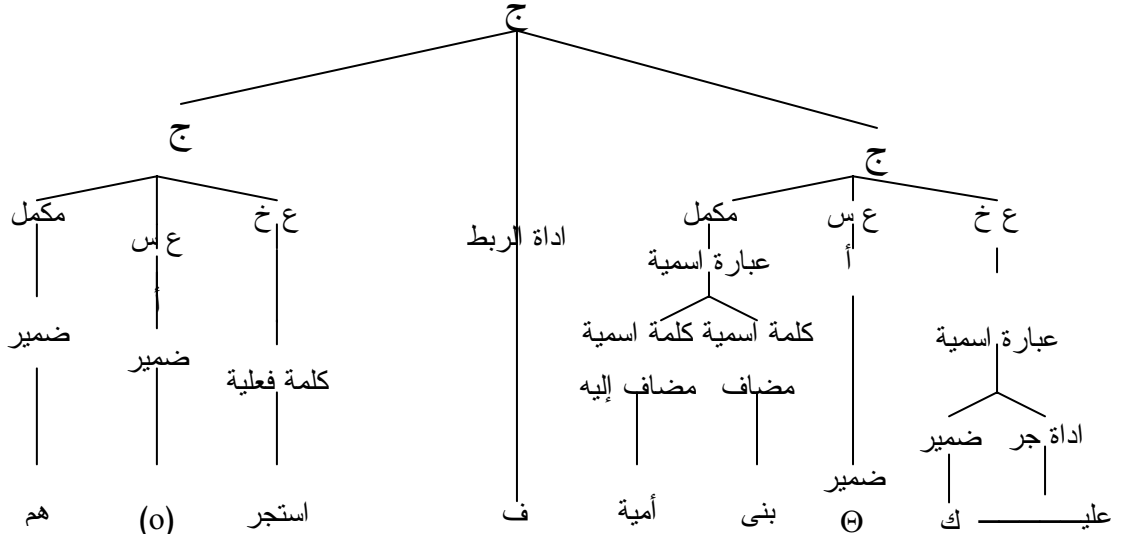 ج
ج ج
ع خ ع س مكمل اداة الربط ع خ ع س مكمل
أ عبارة اسمية أ
عبارة اسمية كلمة اسمية كلمة اسمية ضمير ضمير
مضاف مضاف إليه كلمة فعلية
اداة جر ضمير ضمير
عليـ ك Θ بنى أمية ف استجر (o) هم